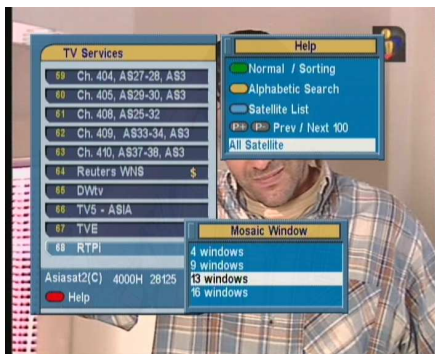 TV Services
59 Ch. 404, AS27-28, AS3
60 Ch. 405, AS29-30, AS3
61 Ch. 408, AS25-32
62 Ch. 409, AS33-34, AS3
63 Ch. 410, AS37-38, AS3
64 Reuters WNS $
65 DWtv
66 TV5 - ASIA
67 TVE
68 RTPi
Asiasat2(C) 4000H 28125
Help
Help
Normal / Sorting
Alphabetic Search
Satellite List
P+ P- Prev / Next 100
All Satellite
Mosaic Window
4 windows
9 windows
13 windows
16 windows